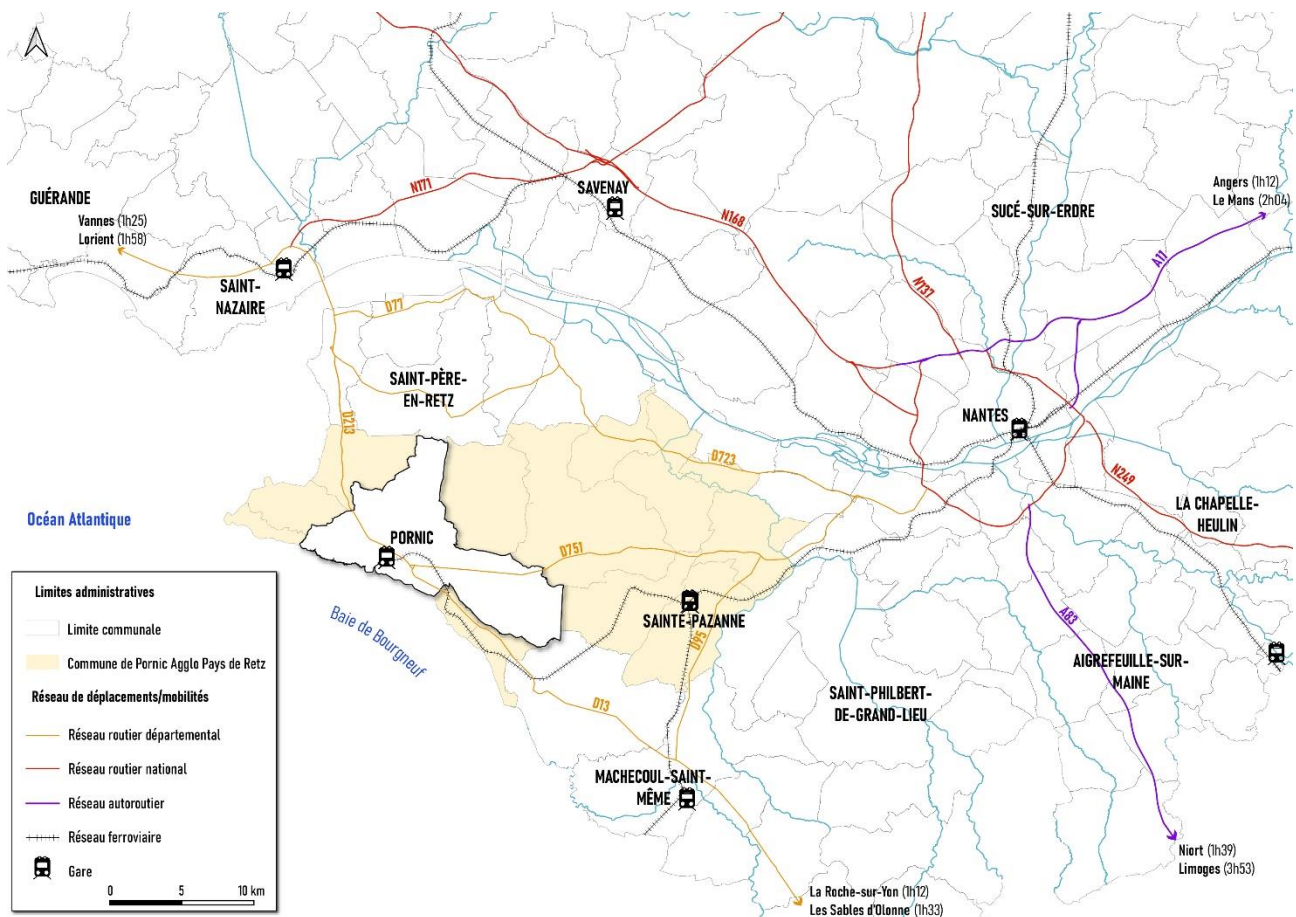 GUÉRANDE
Vannes (1h25)
Lorient (1h58)
SAINT-
NAZAIRE
N171
SAVENAY
N168
N137
SUCÉ-SUR-ERDRE
Angers (1h12)
Le Mans (2h04)
A11
D77
SAINT-PÈRE-
EN-RETZ
D213
D723
NANTES
N249
LA CHAPELLE-
HEULIN
Océan Atlantique
PORNIC
D751
Baie de Bourgneuf
SAINTE-PAZANNE
D95
A83
AIGREFEUILLE-SUR-
MAINE
SAINT-PHILBERT-
DE-GRAND-LIEU
D13
MACHECOUL-SAINT-
MÊME
Niort (1h39)
Limoges (3h53)
La Roche-sur-Yon (1h12)
Les Sables d'Olonne (1h33)
Limites administratives
Limite communale
Commune de Pornic Agglo Pays de Retz
Réseau de déplacements/mobilités
Réseau routier départemental
Réseau routier national
Réseau autoroutier
Réseau ferroviaire
Gare
0 5 10 km